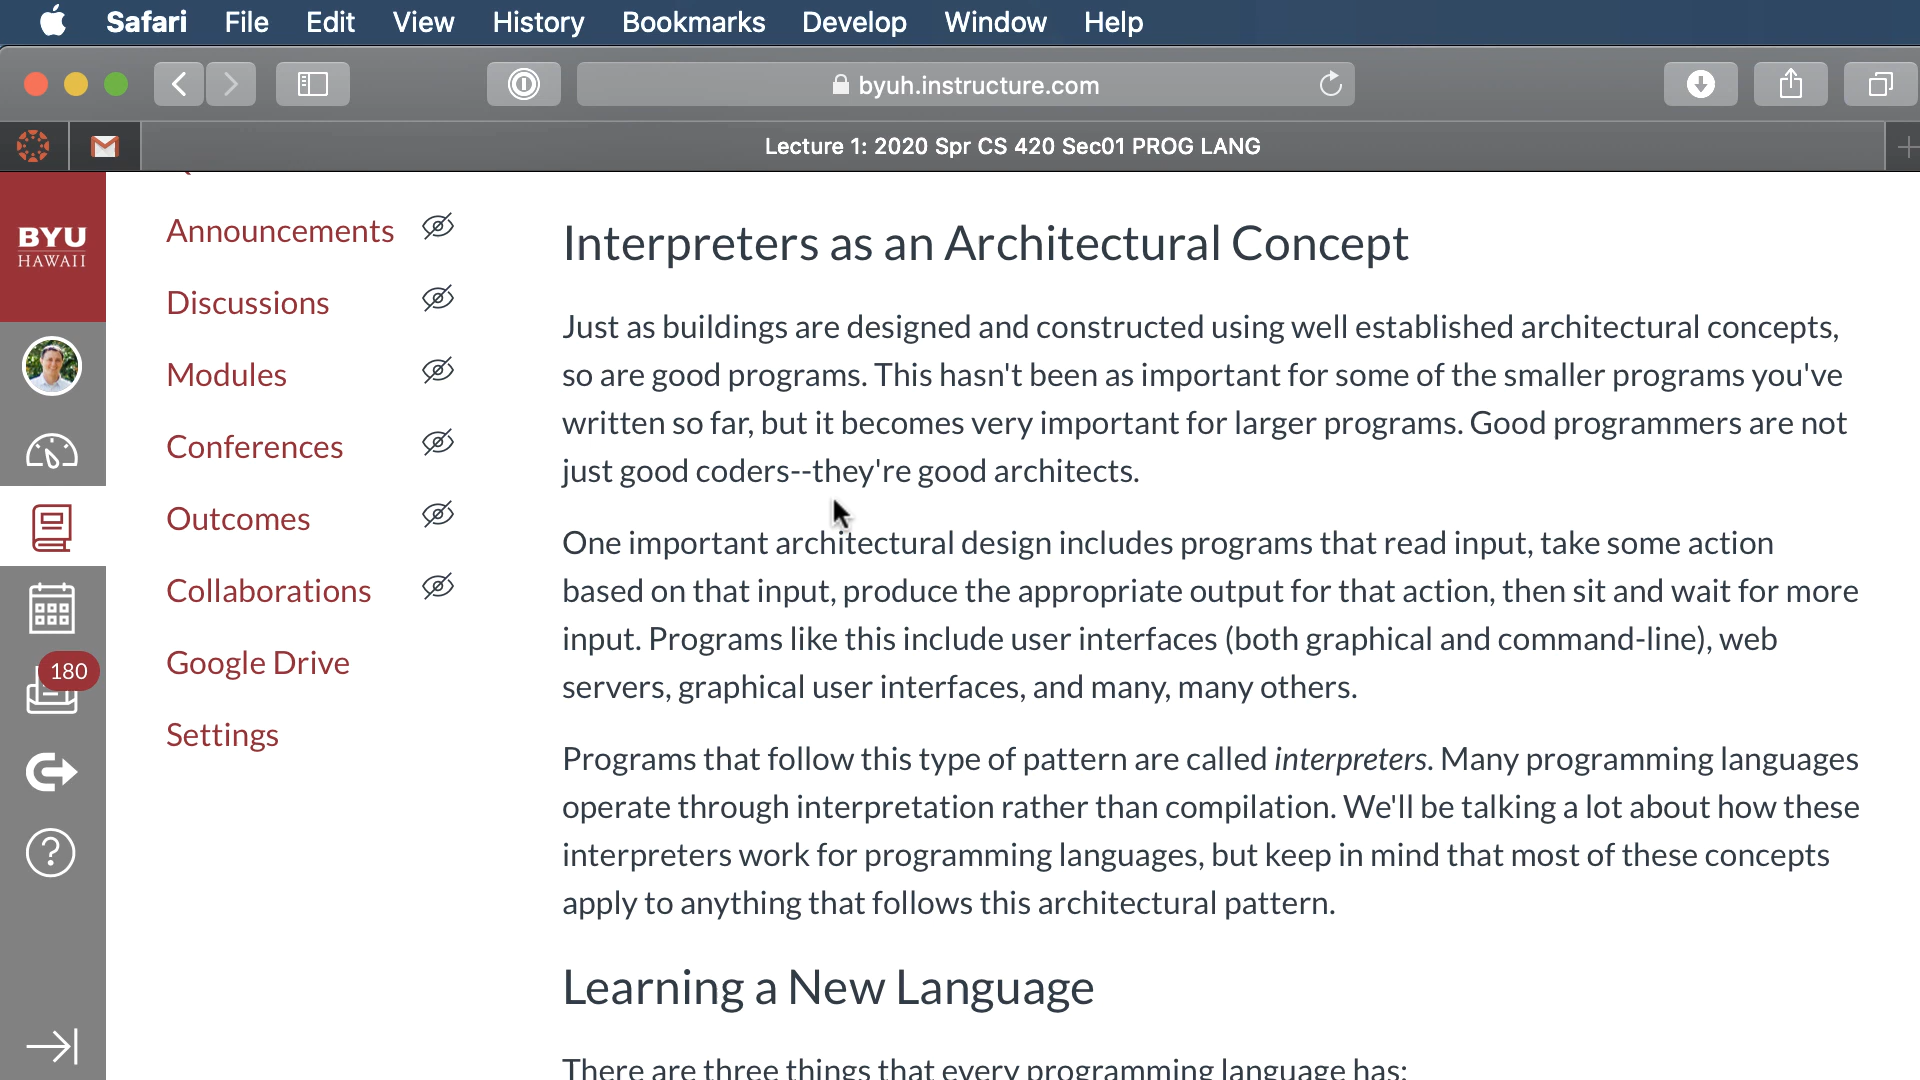 Safari File Edit View History Bookmarks Develop Window Help
byuh.instructure.com
Lecture 1: 2020 Spr CS 420 Sec01 PROG LANG
BYU
HAWAII
180
Announcements
Discussions
Modules
Conferences
Outcomes
Collaborations
Google Drive
Settings
Interpreters as an Architectural Concept
Just as buildings are designed and constructed using well established architectural concepts,
so are good programs. This hasn't been as important for some of the smaller programs you've
written so far, but it becomes very important for larger programs. Good programmers are not
just good coders--they're good architects.
One important architectural design includes programs that read input, take some action
based on that input, produce the appropriate output for that action, then sit and wait for more
input. Programs like this include user interfaces (both graphical and command-line), web
servers, graphical user interfaces, and many, many others.
Programs that follow this type of pattern are called interpreters. Many programming languages
operate through interpretation rather than compilation. We'll be talking a lot about how these
interpreters work for programming languages, but keep in mind that most of these concepts
apply to anything that follows this architectural pattern.
Learning a New Language
There are three things that every programming language has: